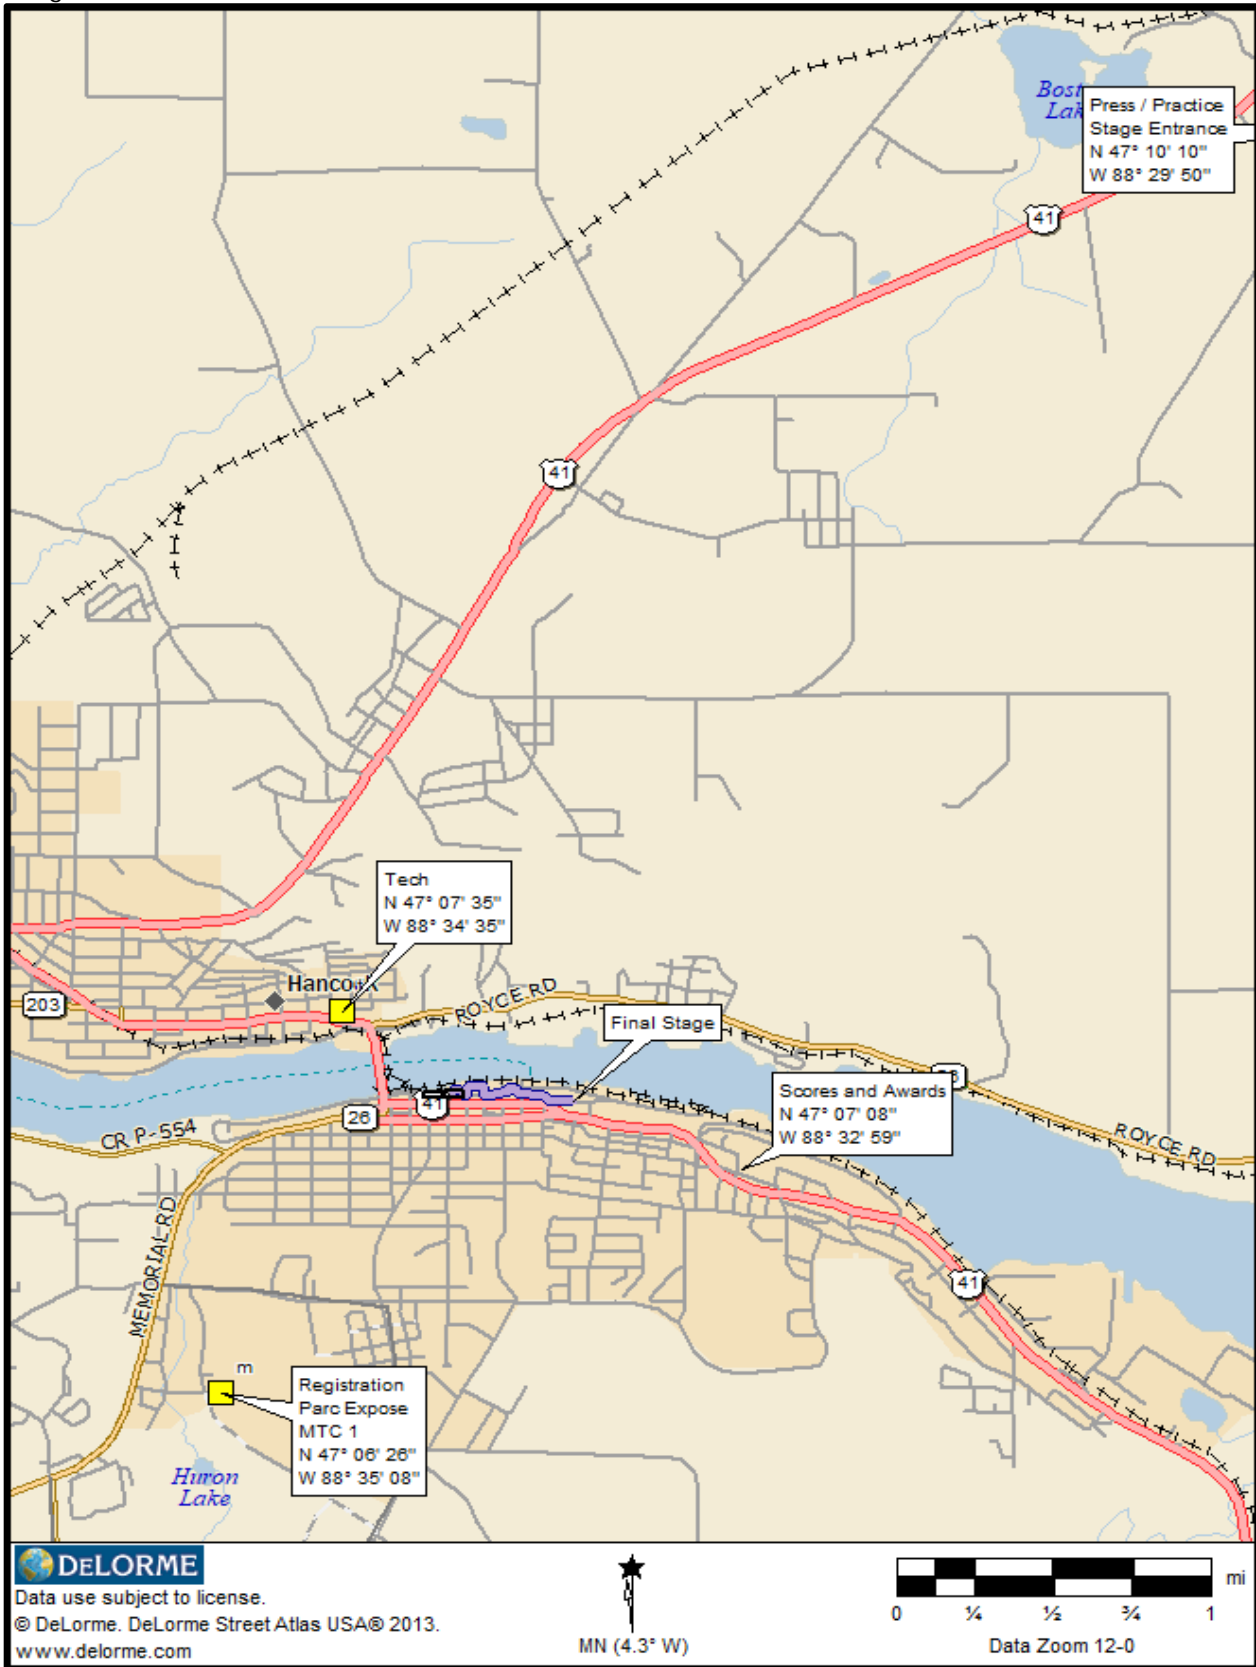 Bost
Lak
Press / Practice
Stage Entrance
N 47° 10' 10"
W 88° 29' 50"
41
41
Tech
N 47° 07' 35"
W 88° 34' 35"
Hancock
203
ROYCE RD
Final Stage
Scores and Awards
N 47° 07' 08"
W 88° 32' 59"
41
26
CR P-554
ROYCE RD
MEMORIAL RD
41
m
Registration
Parc Expose
MTC 1
N 47° 06' 26"
W 88° 35' 08"
Huron
Lake
DELORME
Data use subject to license.
© DeLorme. DeLorme Street Atlas USA® 2013.
www.delorme.com
MN (4.3° W)
mi
0 ¼ ½ ¾ 1
Data Zoom 12-0